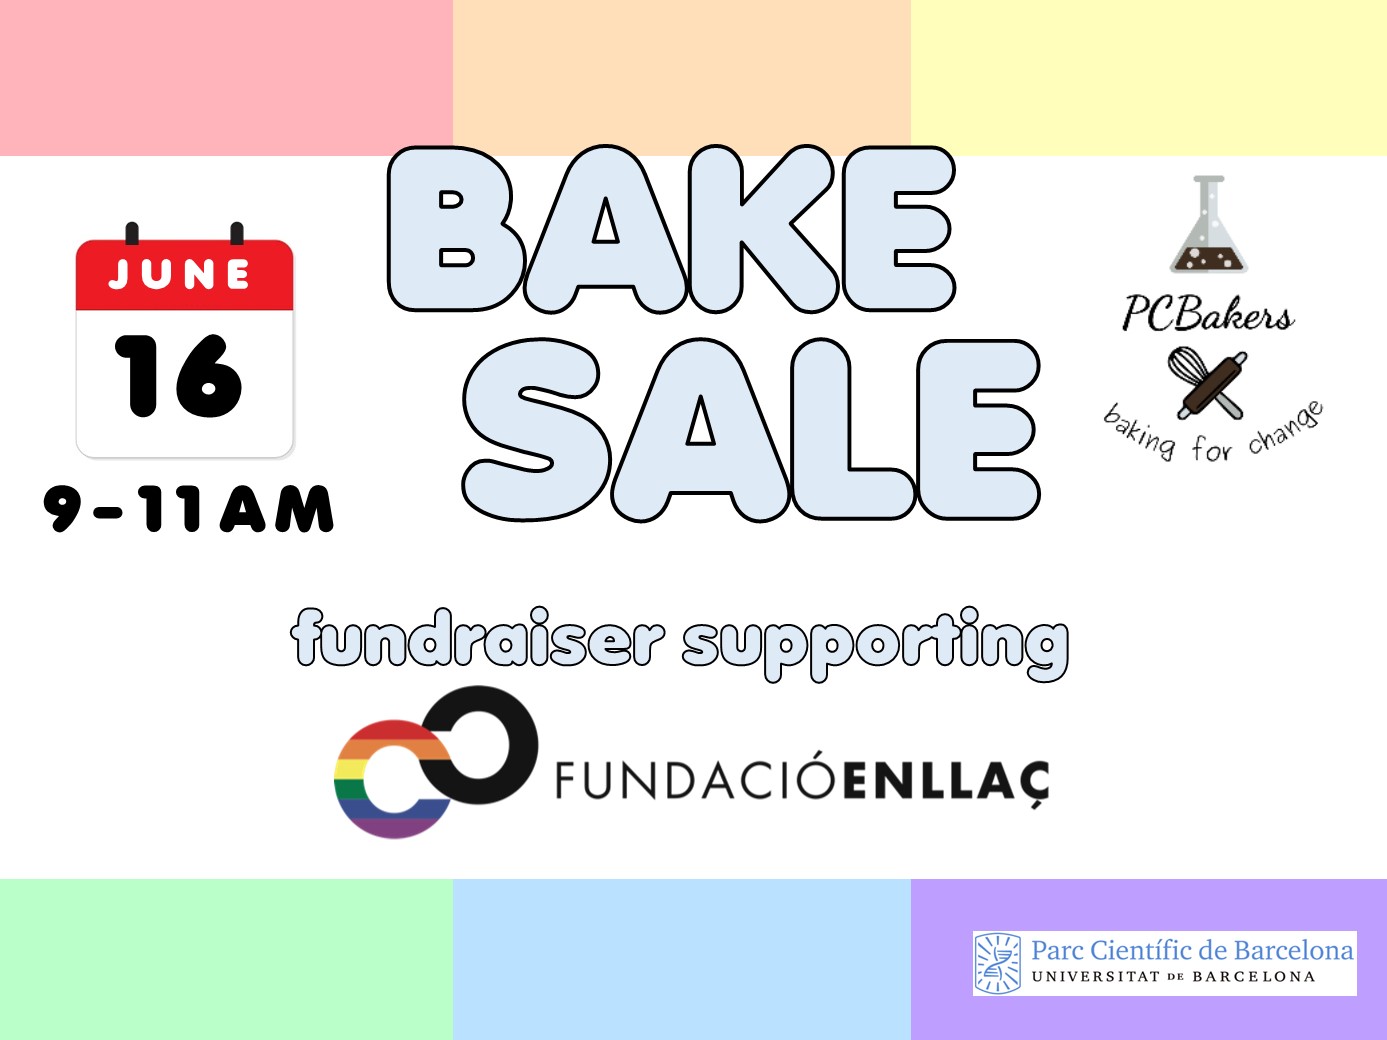 BAKE
SALE
JUNE
16
9-11AM
PCBakers
baking for change
fundraiser supporting
FUNDACIÓENLLAÇ
Parc Científic de Barcelona
UNIVERSITAT DE BARCELONA